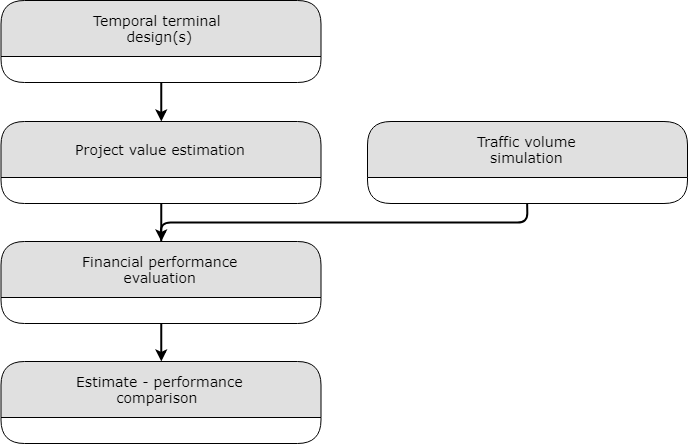 Temporal terminal
design(s)
Project value estimation
Traffic volume
simulation
Financial performance
evaluation
Estimate - performance
comparison